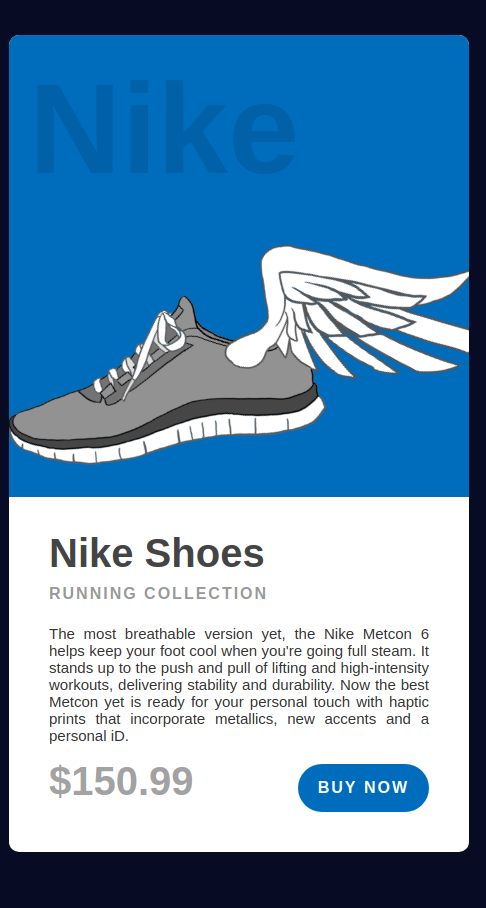 Nike
Nike Shoes
RUNNING COLLECTION
The most breathable version yet, the Nike Metcon 6
helps keep your foot cool when you're going full steam. It
stands up to the push and pull of lifting and high-intensity
workouts, delivering stability and durability. Now the best
Metcon yet is ready for your personal touch with haptic
prints that incorporate metallics, new accents and a
personal iD.
$150.99
BUY NOW